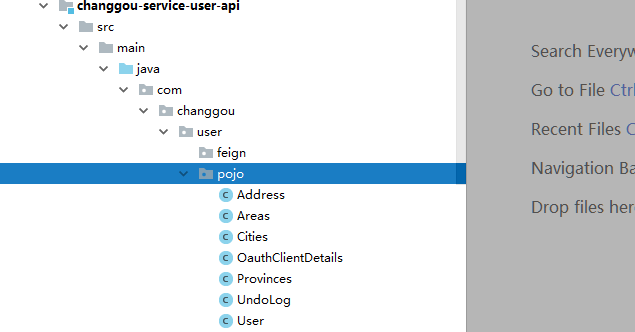 changgou-service-user-api
src
main
java
com
changgou
user
feign
pojo
Address
Areas
Cities
OauthClientDetails
Provinces
UndoLog
User
Search Everyw
Go to File Ctrl
Recent Files C
Navigation Ba
Drop files here